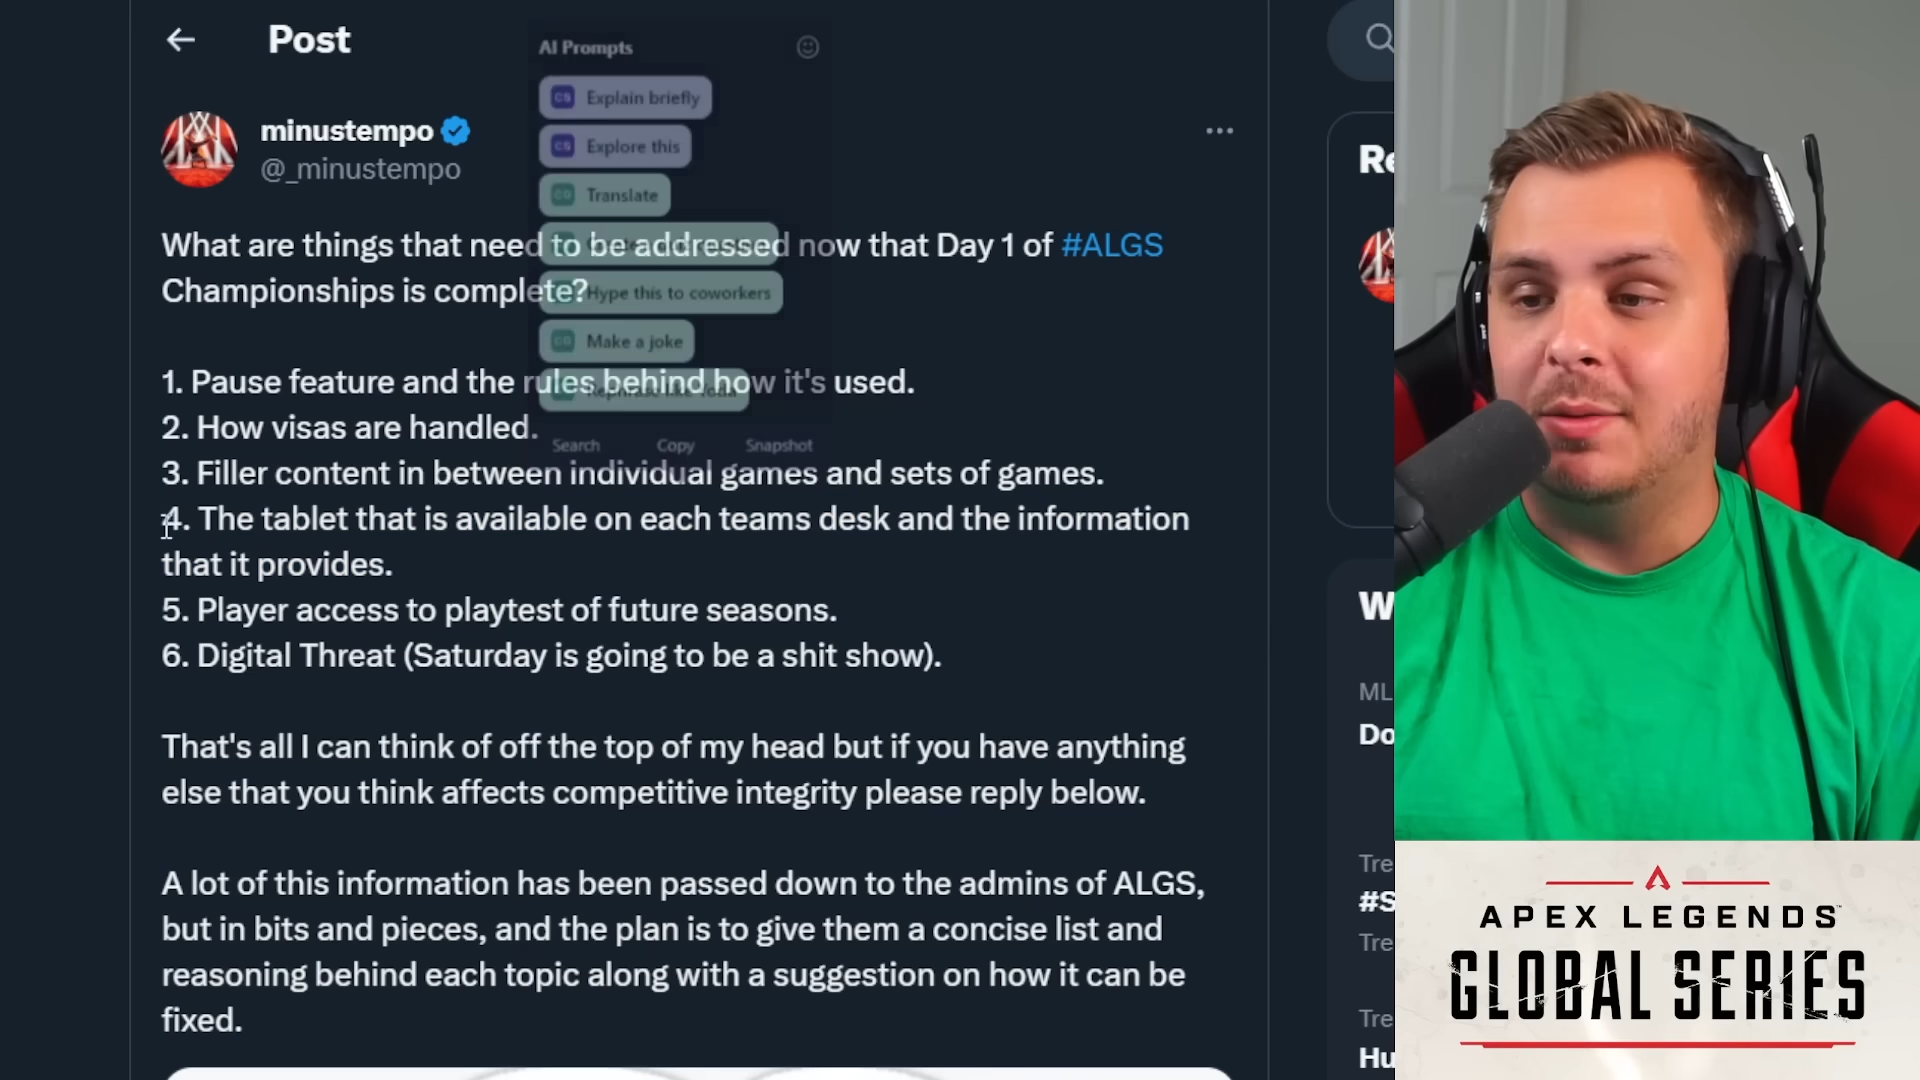 Post
AI Prompts
Explain briefly
Explore this
Translate
Hype this to coworkers
Make a joke
Search Copy Snapshot
minustempo
@_minustempo
What are things that need to be addressed now that Day 1 of #ALGS
Championships is complete?
1. Pause feature and the rules behind how it's used.
2. How visas are handled.
3. Filler content in between individual games and sets of games.
4. The tablet that is available on each teams desk and the information
that it provides.
5. Player access to playtest of future seasons.
6. Digital Threat (Saturday is going to be a shit show).
That's all I can think of off the top of my head but if you have anything
else that you think affects competitive integrity please reply below.
A lot of this information has been passed down to the admins of ALGS,
but in bits and pieces, and the plan is to give them a concise list and
reasoning behind each topic along with a suggestion on how it can be
fixed.
Re
W
ML
Do
Tre
#S
Tre
Tre
Hu
APEX LEGENDS
GLOBAL SERIES